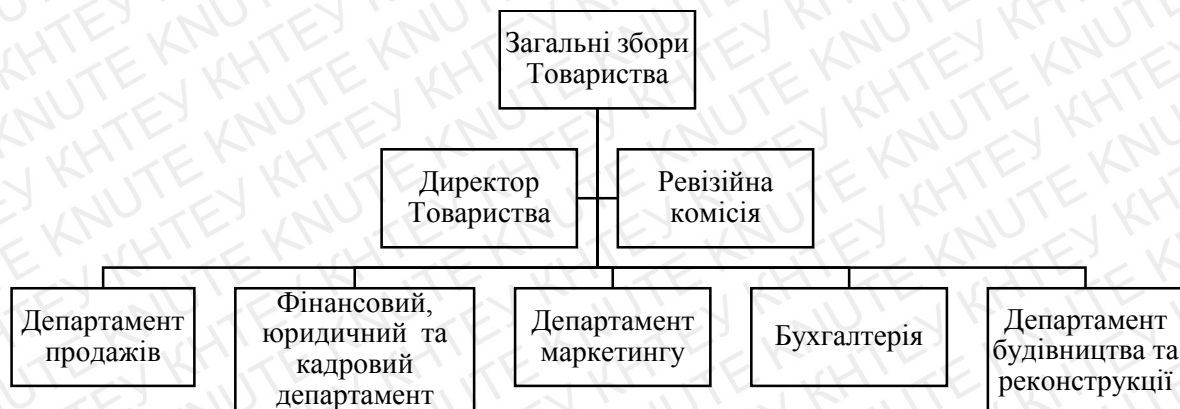 Загальні збори
Товариства
Директор
Товариства
Ревізійна
комісія
Департамент
продажів
Фінансовий,
юридичний та
кадровий
департамент
Департамент
маркетингу
Бухгалтерія
Департамент
будівництва та
реконструкції